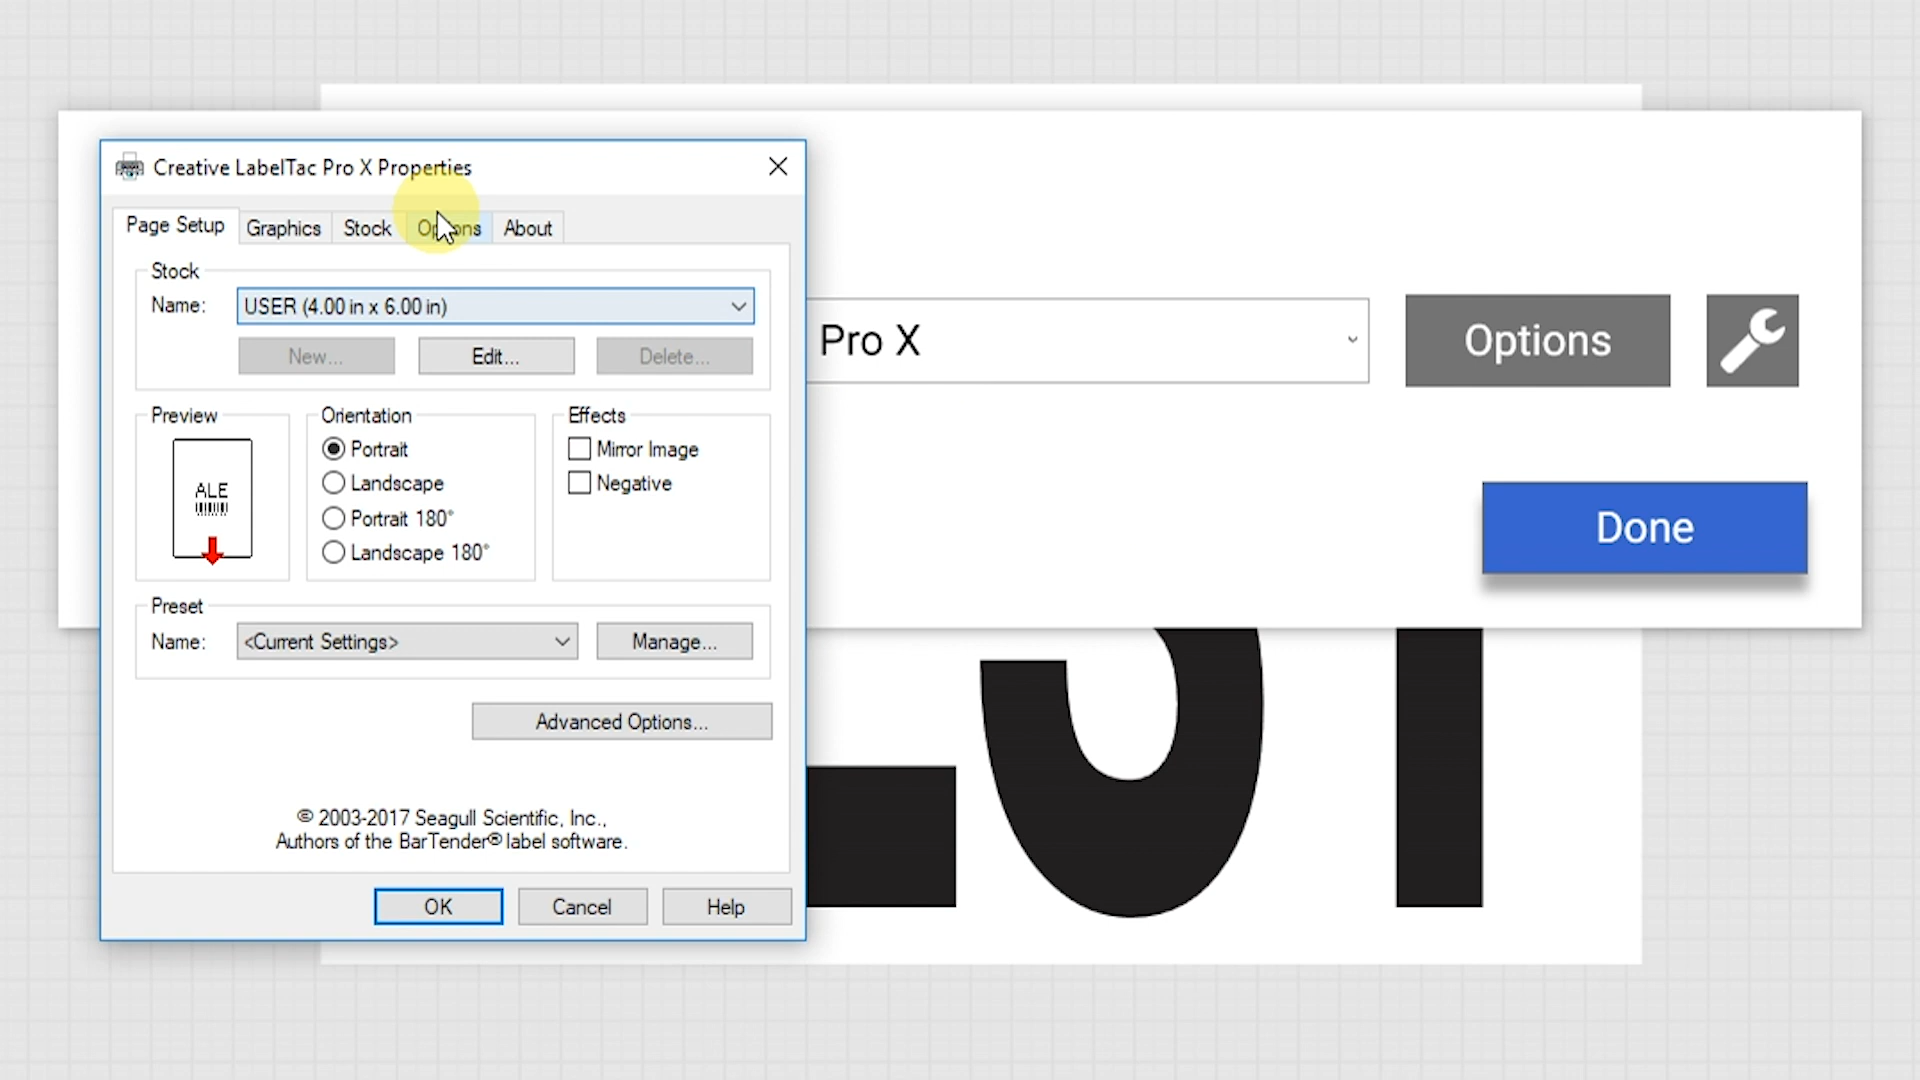 Creative LabelTac Pro X Properties
Page Setup
Graphics
Stock
Options
About
Stock
Name:
USER (4.00 in x 6.00 in)
New...
Edit...
Delete...
Preview
ALE
Orientation
Portrait
Landscape
Portrait 180°
Landscape 180°
Effects
Mirror Image
Negative
Preset
Name:
<Current Settings>
Manage...
Advanced Options...
© 2003-2017 Seagull Scientific, Inc.,
Authors of the BarTender® label software.
OK
Cancel
Help
Pro X
Options
Done